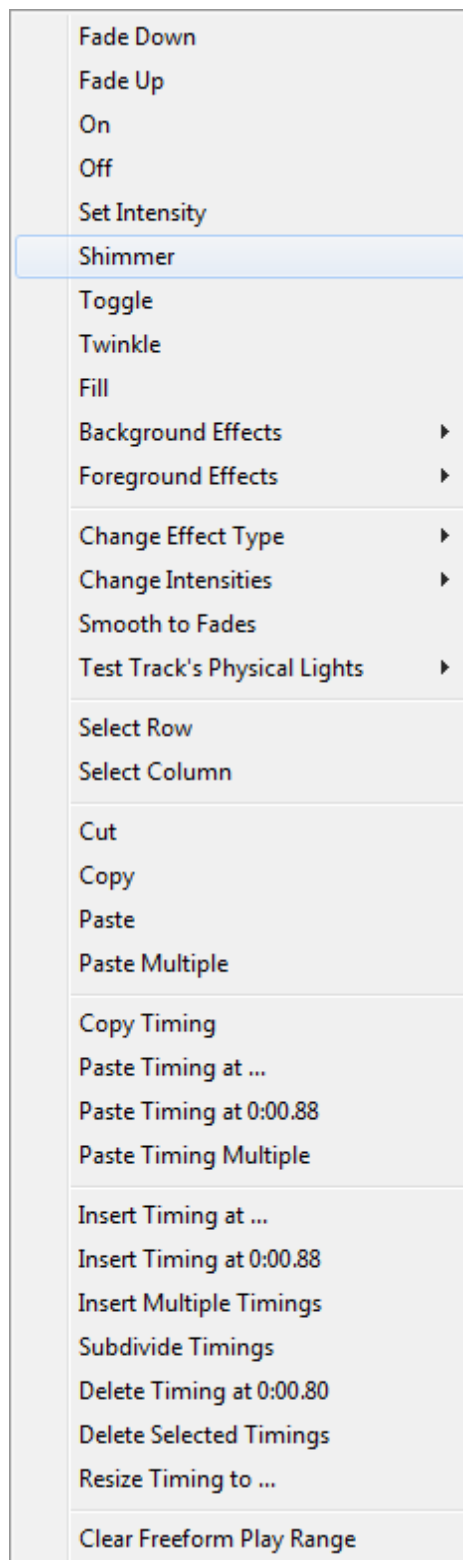 Fade Down
Fade Up
On
Off
Set Intensity
Shimmer
Toggle
Twinkle
Fill
Background Effects
Foreground Effects
Change Effect Type
Change Intensities
Smooth to Fades
Test Track's Physical Lights
Select Row
Select Column
Cut
Copy
Paste
Paste Multiple
Copy Timing
Paste Timing at ...
Paste Timing at 0:00.88
Paste Timing Multiple
Insert Timing at ...
Insert Timing at 0:00.88
Insert Multiple Timings
Subdivide Timings
Delete Timing at 0:00.80
Delete Selected Timings
Resize Timing to ...
Clear Freeform Play Range